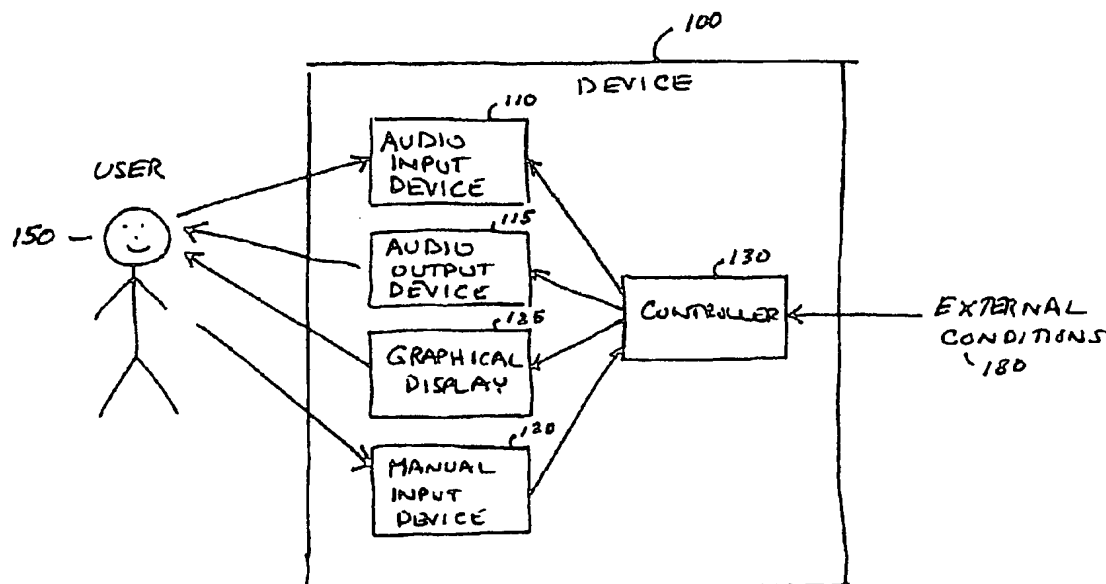 100
DEVICE
110
AUDIO
INPUT
DEVICE
USER
150
115
AUDIO
OUTPUT
DEVICE
130
CONTROLLER
EXTERNAL
CONDITIONS
180
125
GRAPHICAL
DISPLAY
120
MANUAL
INPUT
DEVICE